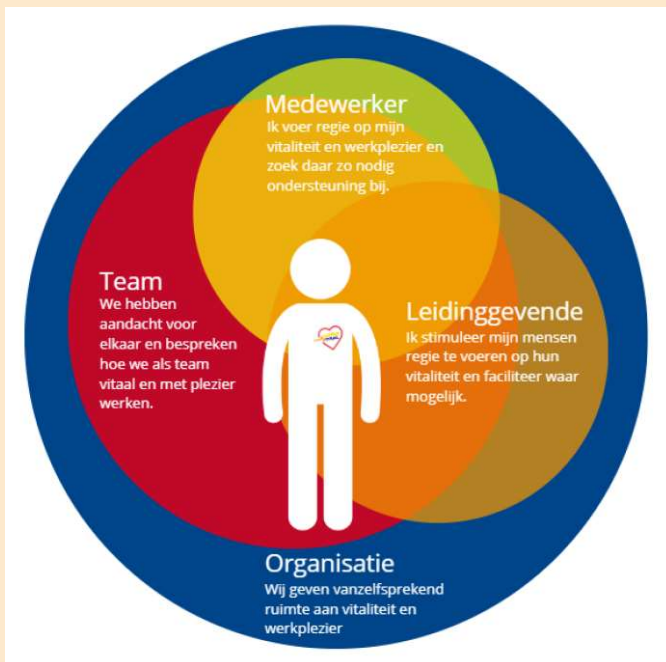 Medewerker
Ik voer regie op mijn
vitaliteit en werkplezier en
zoek daar zo nodig
ondersteuning bij.
Team
We hebben
aandacht voor
elkaar en bespreken
hoe we als team
vitaal en met plezier
werken.
Leidinggevende
Ik stimuleer mijn mensen
regie te voeren op hun
vitaliteit en faciliteer waar
mogelijk.
Organisatie
Wij geven vanzelfsprekend
ruimte aan vitaliteit en
werkplezier